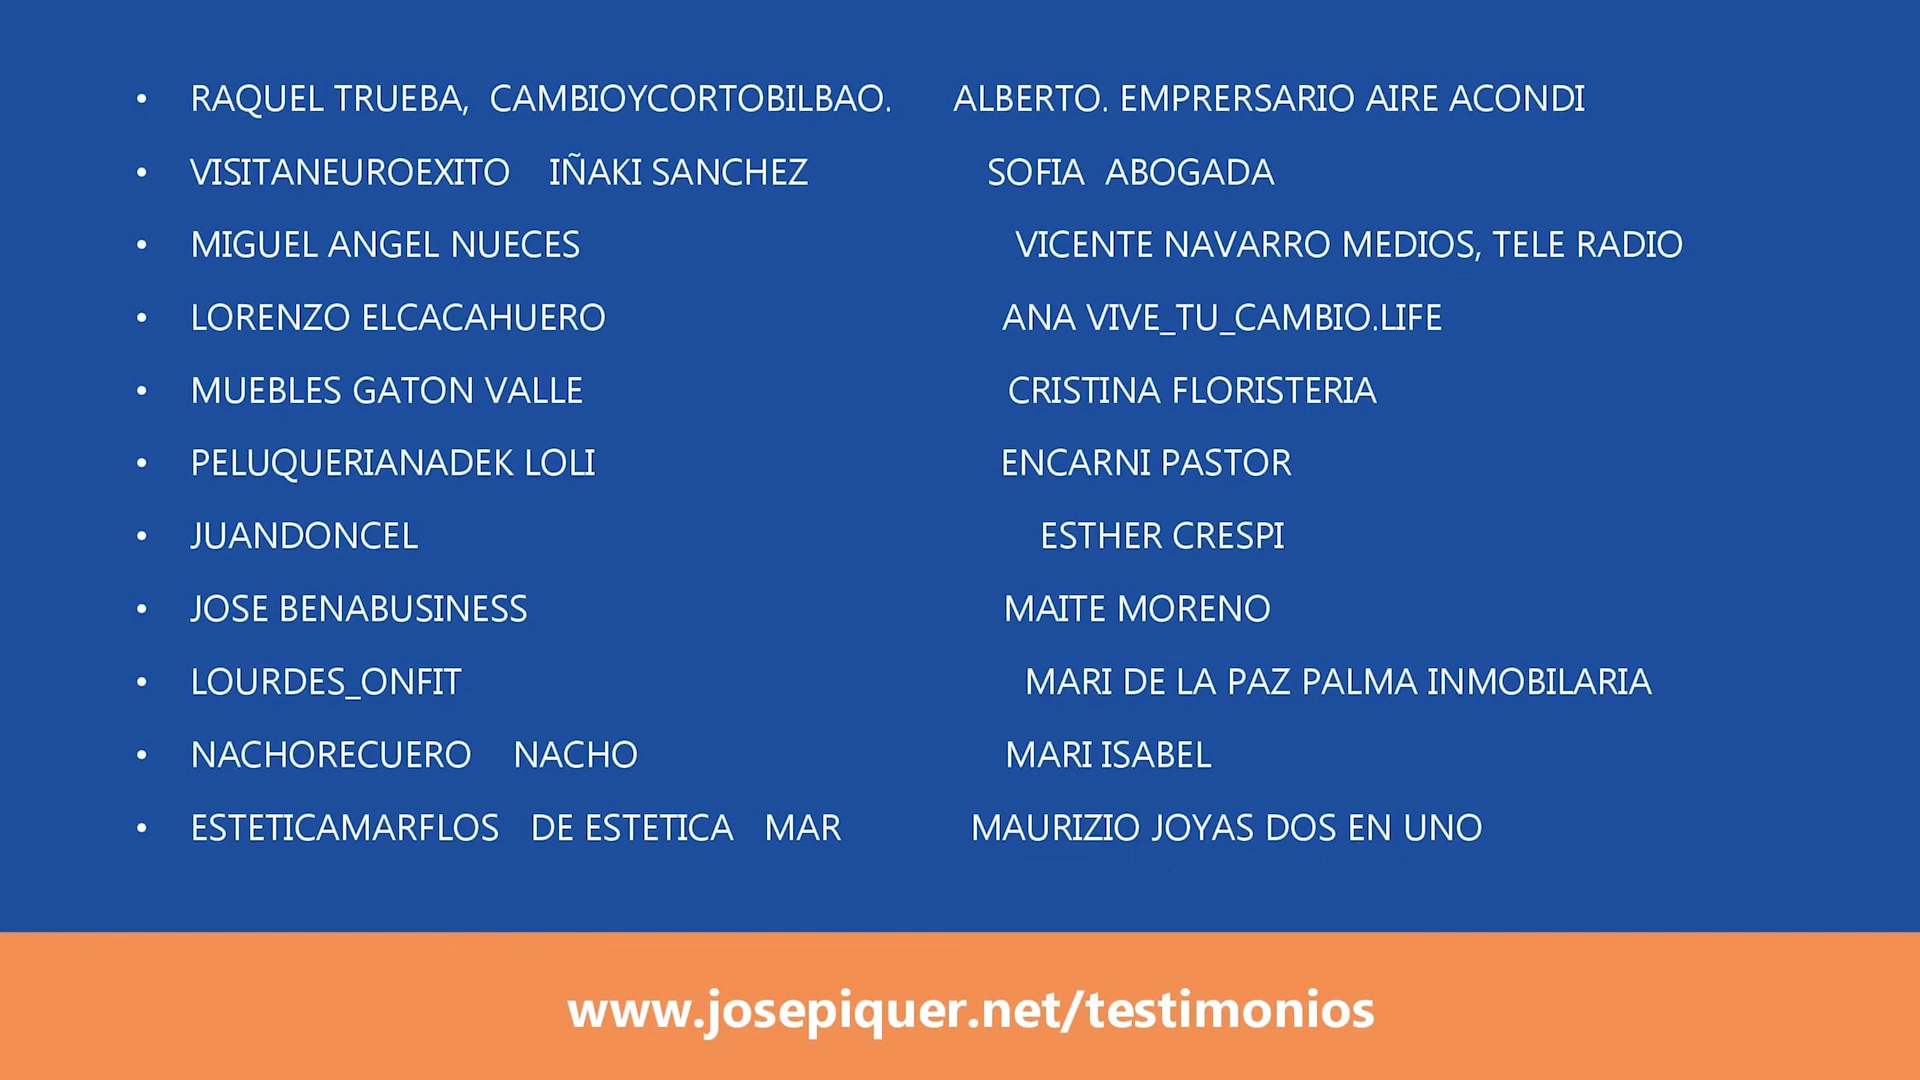 • RAQUEL TRUEBA, CAMBIOYCORTOBILBAO. ALBERTO. EMPRERSARIO AIRE ACONDI
• VISITANEUROEXITO IÑAKI SANCHEZ SOFIA ABOGADA
• MIGUEL ANGEL NUECES VICENTE NAVARRO MEDIOS, TELE RADIO
• LORENZO ELCACAHUERO ANA VIVE_TU_CAMBIO.LIFE
• MUEBLES GATON VALLE CRISTINA FLORISTERIA
• PELUQUERIANADEK LOLI ENCARNI PASTOR
• JUANDONCEL ESTHER CRESPI
• JOSE BENABUSINESS MAITE MORENO
• LOURDES_ONFIT MARI DE LA PAZ PALMA INMOBILARIA
• NACHORECUERO NACHO MARI ISABEL
• ESTETICAMARFLOS DE ESTETICA MAR MAURIZIO JOYAS DOS EN UNO
www.josepiquer.net/testimonios